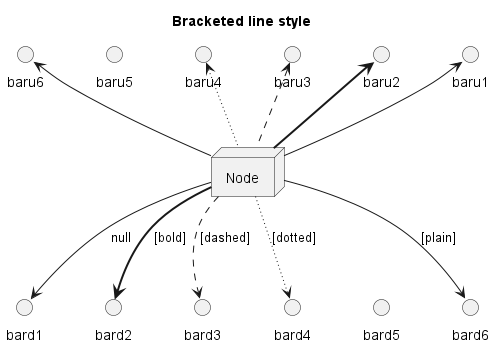 Bracketed line style
baru6
baru5
baru4
baru3
baru2
baru1
Node
null
[bold]
[dashed]
[dotted]
[plain]
bard1
bard2
bard3
bard4
bard5
bard6